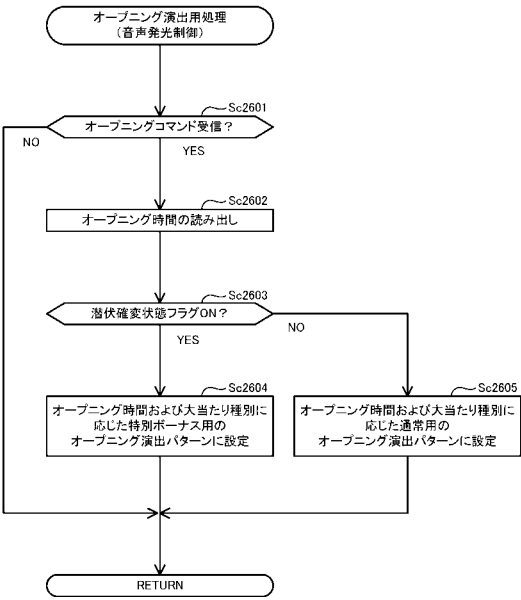 オープニング演出用処理
（音声発光制御）
Sc2601
オープニングコマンド受信？
NO
YES
Sc2602
オープニング時間の読み出し
Sc2603
潜伏確変状態フラグON？
NO
YES
Sc2604
オープニング時間および大当たり種別に
応じた特別ボーナス用の
オープニング演出パターンに設定
Sc2605
オープニング時間および大当たり種別に
応じた通常用の
オープニング演出パターンに設定
RETURN